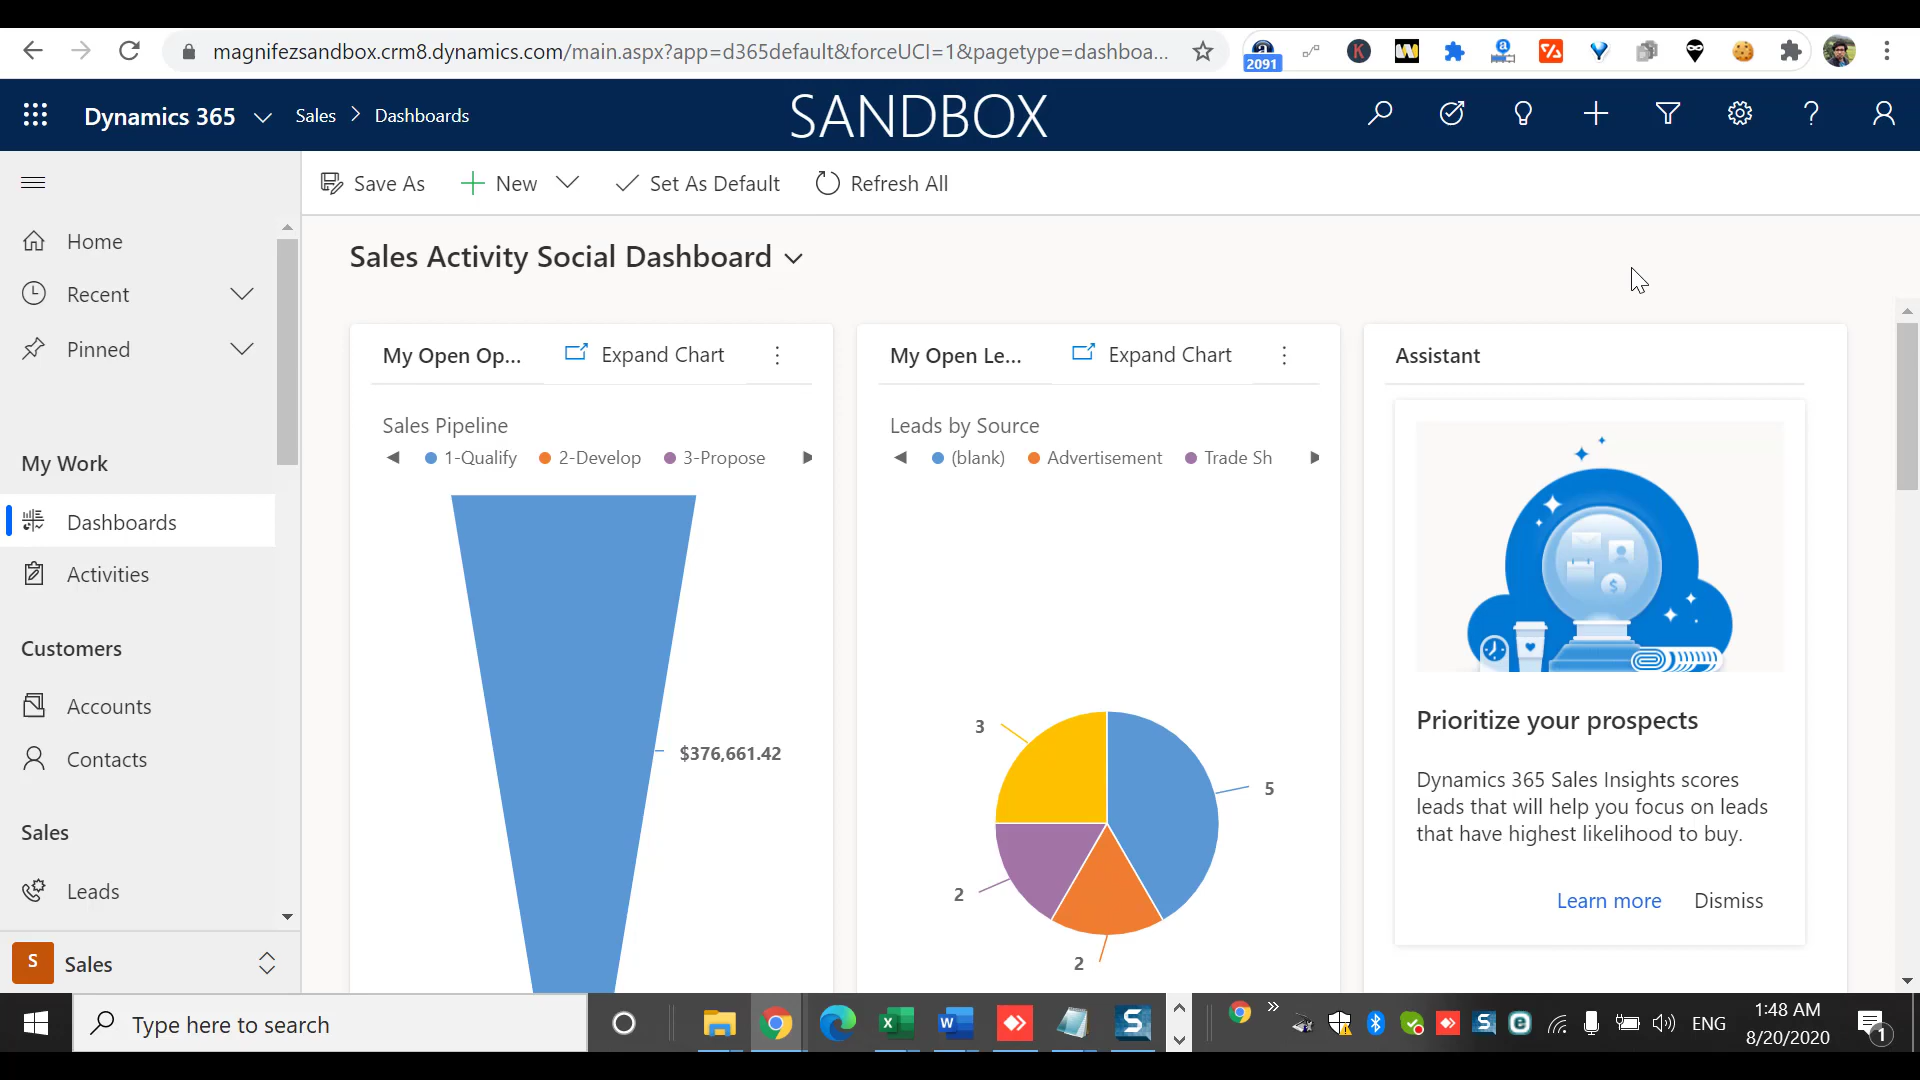 magnifezsandbox.crm8.dynamics.com/main.aspx?app=d365default&forceUCI=1&pagetype=dashboa...
2091
Dynamics 365
Sales > Dashboards
SANDBOX
Save As
New
Set As Default
Refresh All
Home
Recent
Pinned
My Work
Dashboards
Activities
Customers
Accounts
Contacts
Sales
Leads
S
Sales
Sales Activity Social Dashboard
My Open Op...
Expand Chart
Sales Pipeline
1-Qualify
2-Develop
3-Propose
$376,661.42
My Open Le...
Expand Chart
Leads by Source
(blank)
Advertisement
Trade Sh
3
5
2
2
Assistant
Prioritize your prospects
Dynamics 365 Sales Insights scores
leads that will help you focus on leads
that have highest likelihood to buy.
Learn more
Dismiss
Type here to search
ENG
1:48 AM
8/20/2020
1